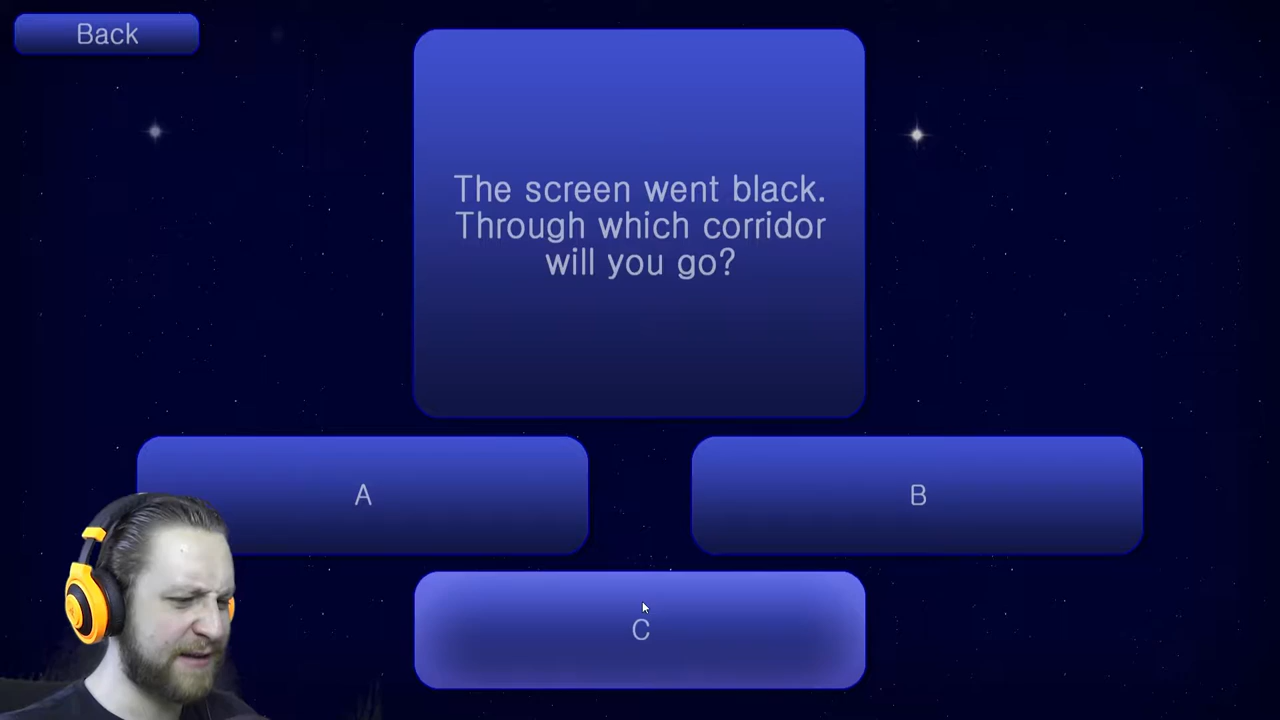 Back
The screen went black.
Through which corridor
will you go?
A
B
C